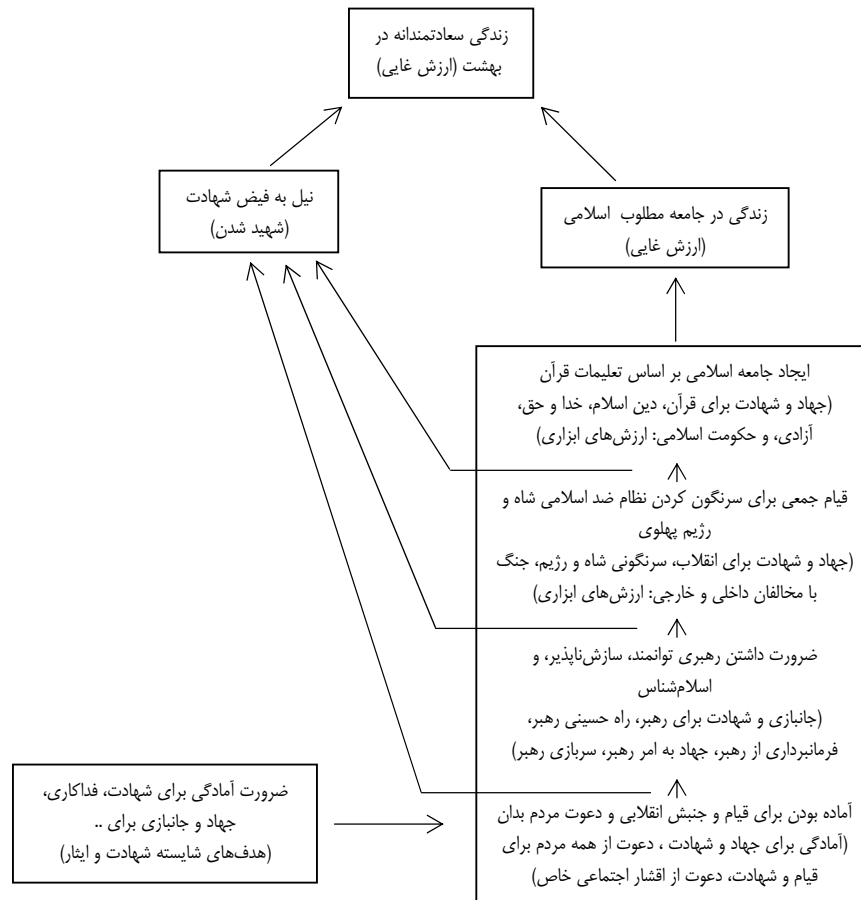 زندگی سعادتمندانه در
بهشت (ارزش غایی)
نیل به فیض شهادت
(شهید شدن)
زندگی در جامعه مطلوب اسلامی
(ارزش غایی)
ایجاد جامعه اسلامی بر اساس تعلیمات قرآن
(جهاد و شهادت برای قرآن، دین اسلام، خدا و حق،
آزادی، و حکومت اسلامی: ارزش‌های ابزاری)
قیام جمعی برای سرنگون کردن نظام ضد اسلامی شاه و
رژیم پهلوی
(جهاد و شهادت برای انقلاب، سرنگونی شاه و رژیم، جنگ
با مخالفان داخلی و خارجی: ارزش‌های ابزاری)
ضرورت داشتن رهبری توانمند، سازش‌ناپذیر، و
اسلام‌شناس
(جانبازی و شهادت برای رهبر، راه حسینی رهبر،
فرمانبرداری از رهبر، جهاد به امر رهبر، سربازی رهبر)
آماده بودن برای قیام و جنبش انقلابی و دعوت مردم بدان
(آمادگی برای جهاد و شهادت ، دعوت از همه مردم برای
قیام و شهادت، دعوت از اقشار اجتماعی خاص)
ضرورت آمادگی برای شهادت، فداکاری،
جهاد و جانبازی برای ..
(هدف‌های شایسته شهادت و ایثار)